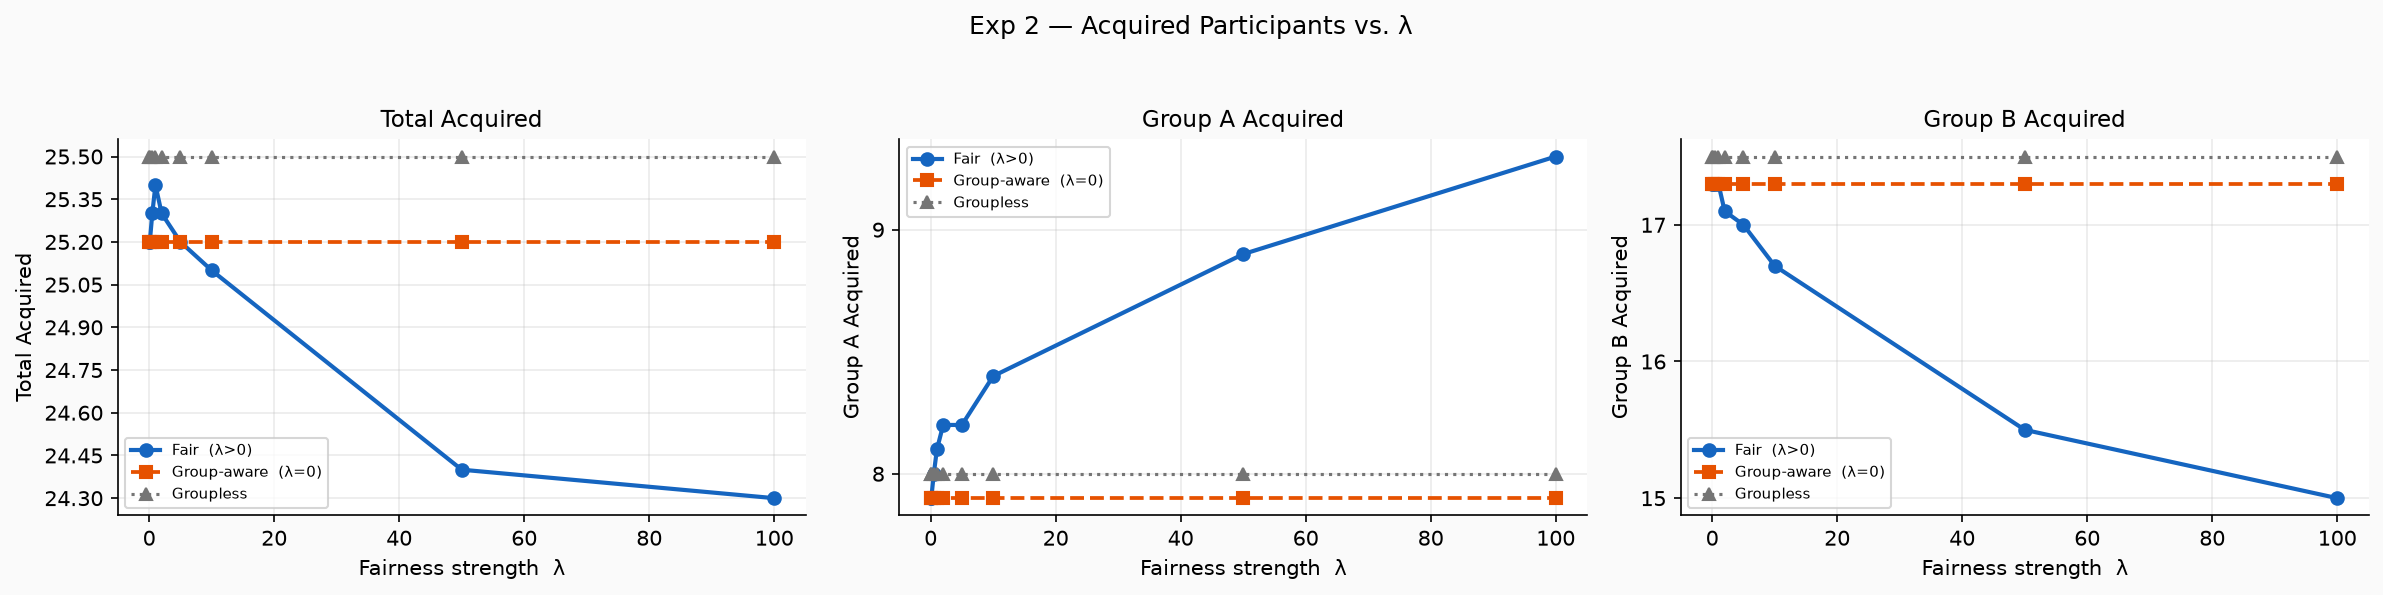 Exp 2 — Acquired Participants vs. λ
Total Acquired
Total Acquired
25.50
25.35
25.20
25.05
24.90
24.75
24.60
24.45
24.30
Fair (λ>0)
Group-aware (λ=0)
Groupless
0 20 40 60 80 100
Fairness strength λ
Group A Acquired
Group A Acquired
9
8
Fair (λ>0)
Group-aware (λ=0)
Groupless
0 20 40 60 80 100
Fairness strength λ
Group B Acquired
Group B Acquired
17
16
15
Fair (λ>0)
Group-aware (λ=0)
Groupless
0 20 40 60 80 100
Fairness strength λ